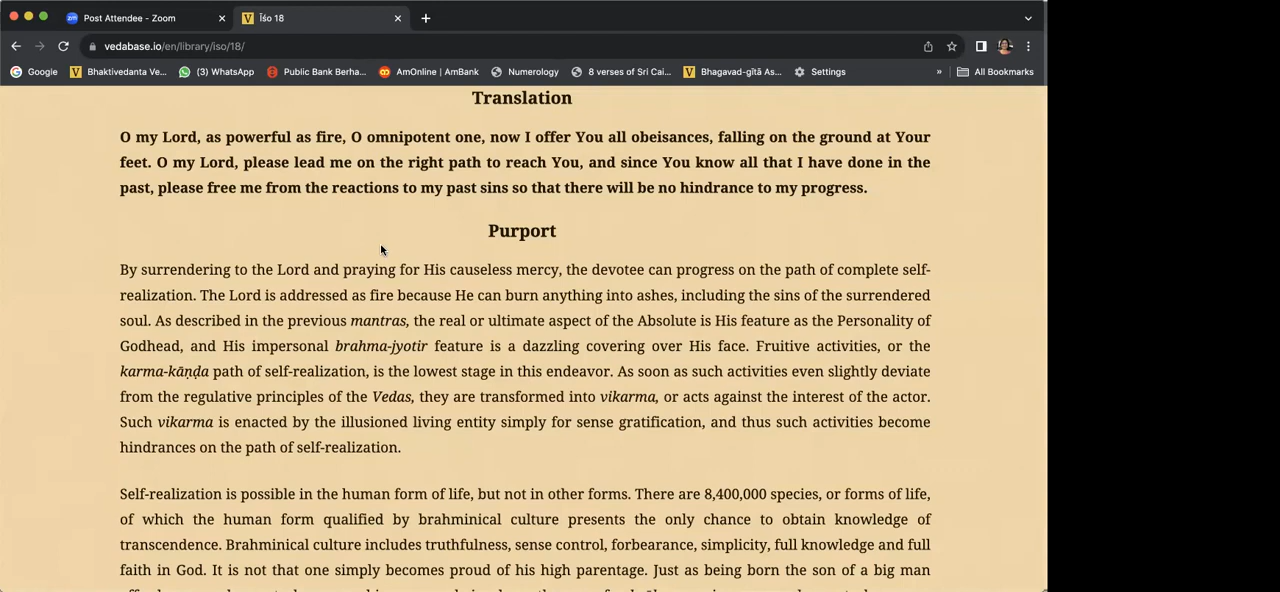 Post Attendee - Zoom
Īśo 18
vedabase.io/en/library/iso/18/
Google
Bhaktivedanta Ve...
(3) WhatsApp
Public Bank Berha...
AmOnline | AmBank
Numerology
8 verses of Sri Cai...
Bhagavad-gītā As...
Settings
»
All Bookmarks
Translation
O my Lord, as powerful as fire, O omnipotent one, now I offer You all obeisances, falling on the ground at Your
feet. O my Lord, please lead me on the right path to reach You, and since You know all that I have done in the
past, please free me from the reactions to my past sins so that there will be no hindrance to my progress.
Purport
By surrendering to the Lord and praying for His causeless mercy, the devotee can progress on the path of complete self-
realization. The Lord is addressed as fire because He can burn anything into ashes, including the sins of the surrendered
soul. As described in the previous mantras, the real or ultimate aspect of the Absolute is His feature as the Personality of
Godhead, and His impersonal brahma-jyotir feature is a dazzling covering over His face. Fruitive activities, or the
karma-kāṇḍa path of self-realization, is the lowest stage in this endeavor. As soon as such activities even slightly deviate
from the regulative principles of the Vedas, they are transformed into vikarma, or acts against the interest of the actor.
Such vikarma is enacted by the illusioned living entity simply for sense gratification, and thus such activities become
hindrances on the path of self-realization.
Self-realization is possible in the human form of life, but not in other forms. There are 8,400,000 species, or forms of life,
of which the human form qualified by brahminical culture presents the only chance to obtain knowledge of
transcendence. Brahminical culture includes truthfulness, sense control, forbearance, simplicity, full knowledge and full
faith in God. It is not that one simply becomes proud of his high parentage. Just as being born the son of a big man